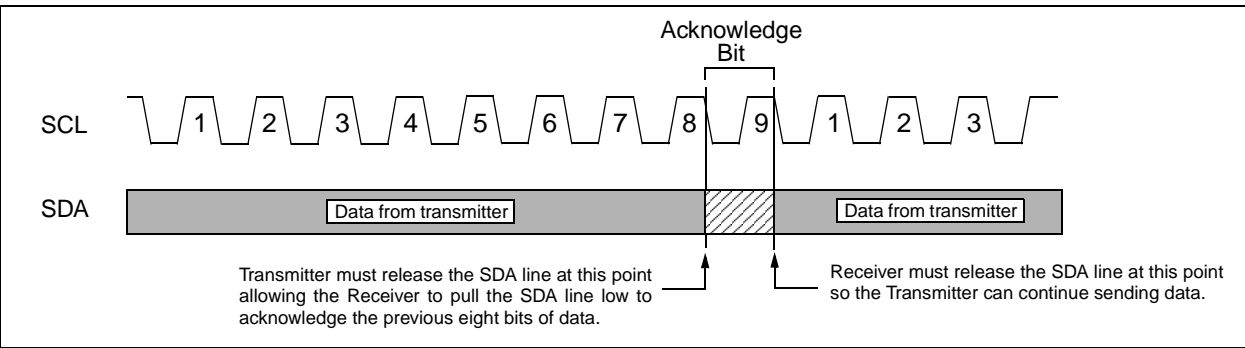 Acknowledge
Bit
SCL 1 2 3 4 5 6 7 8 9 1 2 3
SDA Data from transmitter Data from transmitter
Transmitter must release the SDA line at this point
allowing the Receiver to pull the SDA line low to
acknowledge the previous eight bits of data.
Receiver must release the SDA line at this point
so the Transmitter can continue sending data.